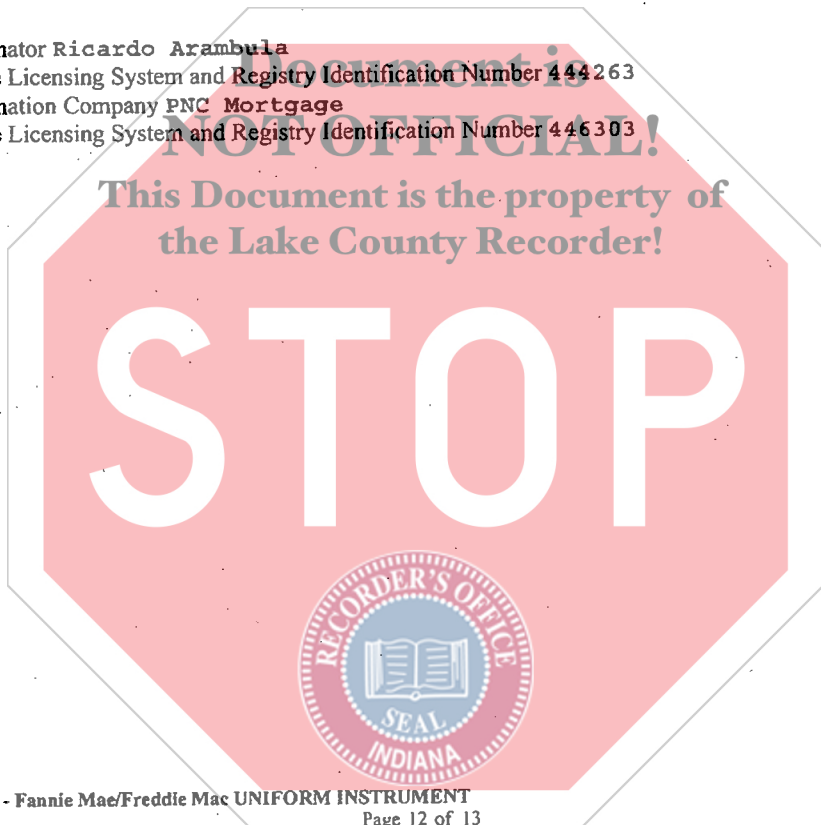 nator Ricardo Arambula
Document is
Licensing System and Registry Identification Number 444263
nation Company PNC Mortgage
Licensing System and Registry Identification Number 446303
NOT OFFICIAL!
This Document is the property of
the Lake County Recorder!
STOP
RECORDER'S OFFICE
SEAL
INDIANA
- Fannie Mae/Freddie Mac UNIFORM INSTRUMENT
Page 12 of 13